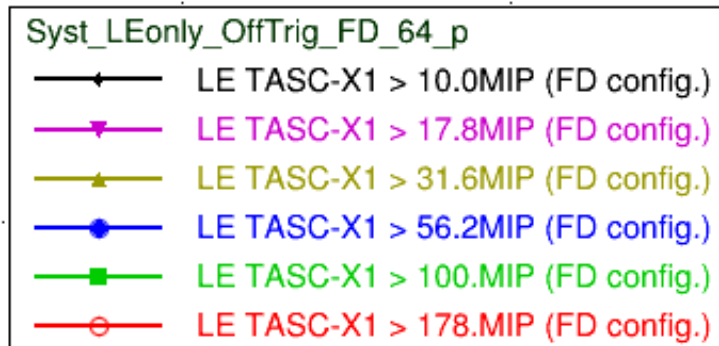 Syst_LEonly_OffTrig_FD_64_p
LE TASC-X1 > 10.0MIP (FD config.)
LE TASC-X1 > 17.8MIP (FD config.)
LE TASC-X1 > 31.6MIP (FD config.)
LE TASC-X1 > 56.2MIP (FD config.)
LE TASC-X1 > 100.MIP (FD config.)
LE TASC-X1 > 178.MIP (FD config.)